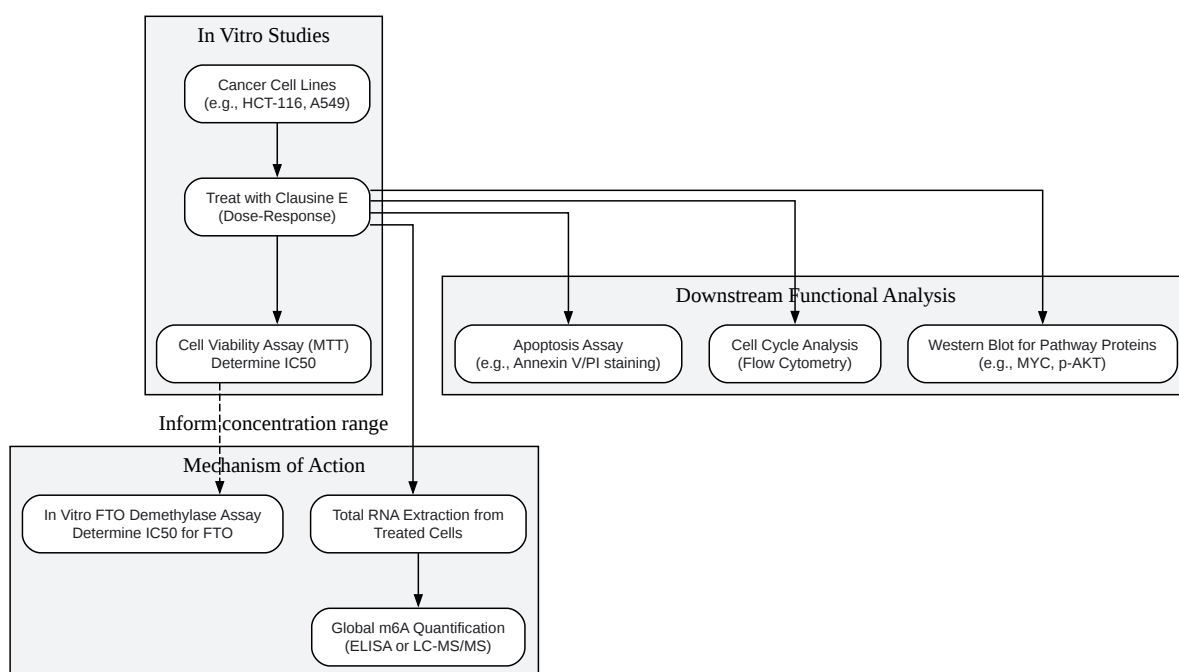 In Vitro Studies
Cancer Cell Lines
(e.g., HCT-116, A549)
Treat with Clausine E
(Dose-Response)
Cell Viability Assay (MTT)
Determine IC50
Downstream Functional Analysis
Apoptosis Assay
(e.g., Annexin V/PI staining)
Cell Cycle Analysis
(Flow Cytometry)
Western Blot for Pathway Proteins
(e.g., MYC, p-AKT)
Inform concentration range
Mechanism of Action
In Vitro FTO Demethylase Assay
Determine IC50 for FTO
Total RNA Extraction from
Treated Cells
Global m6A Quantification
(ELISA or LC-MS/MS)